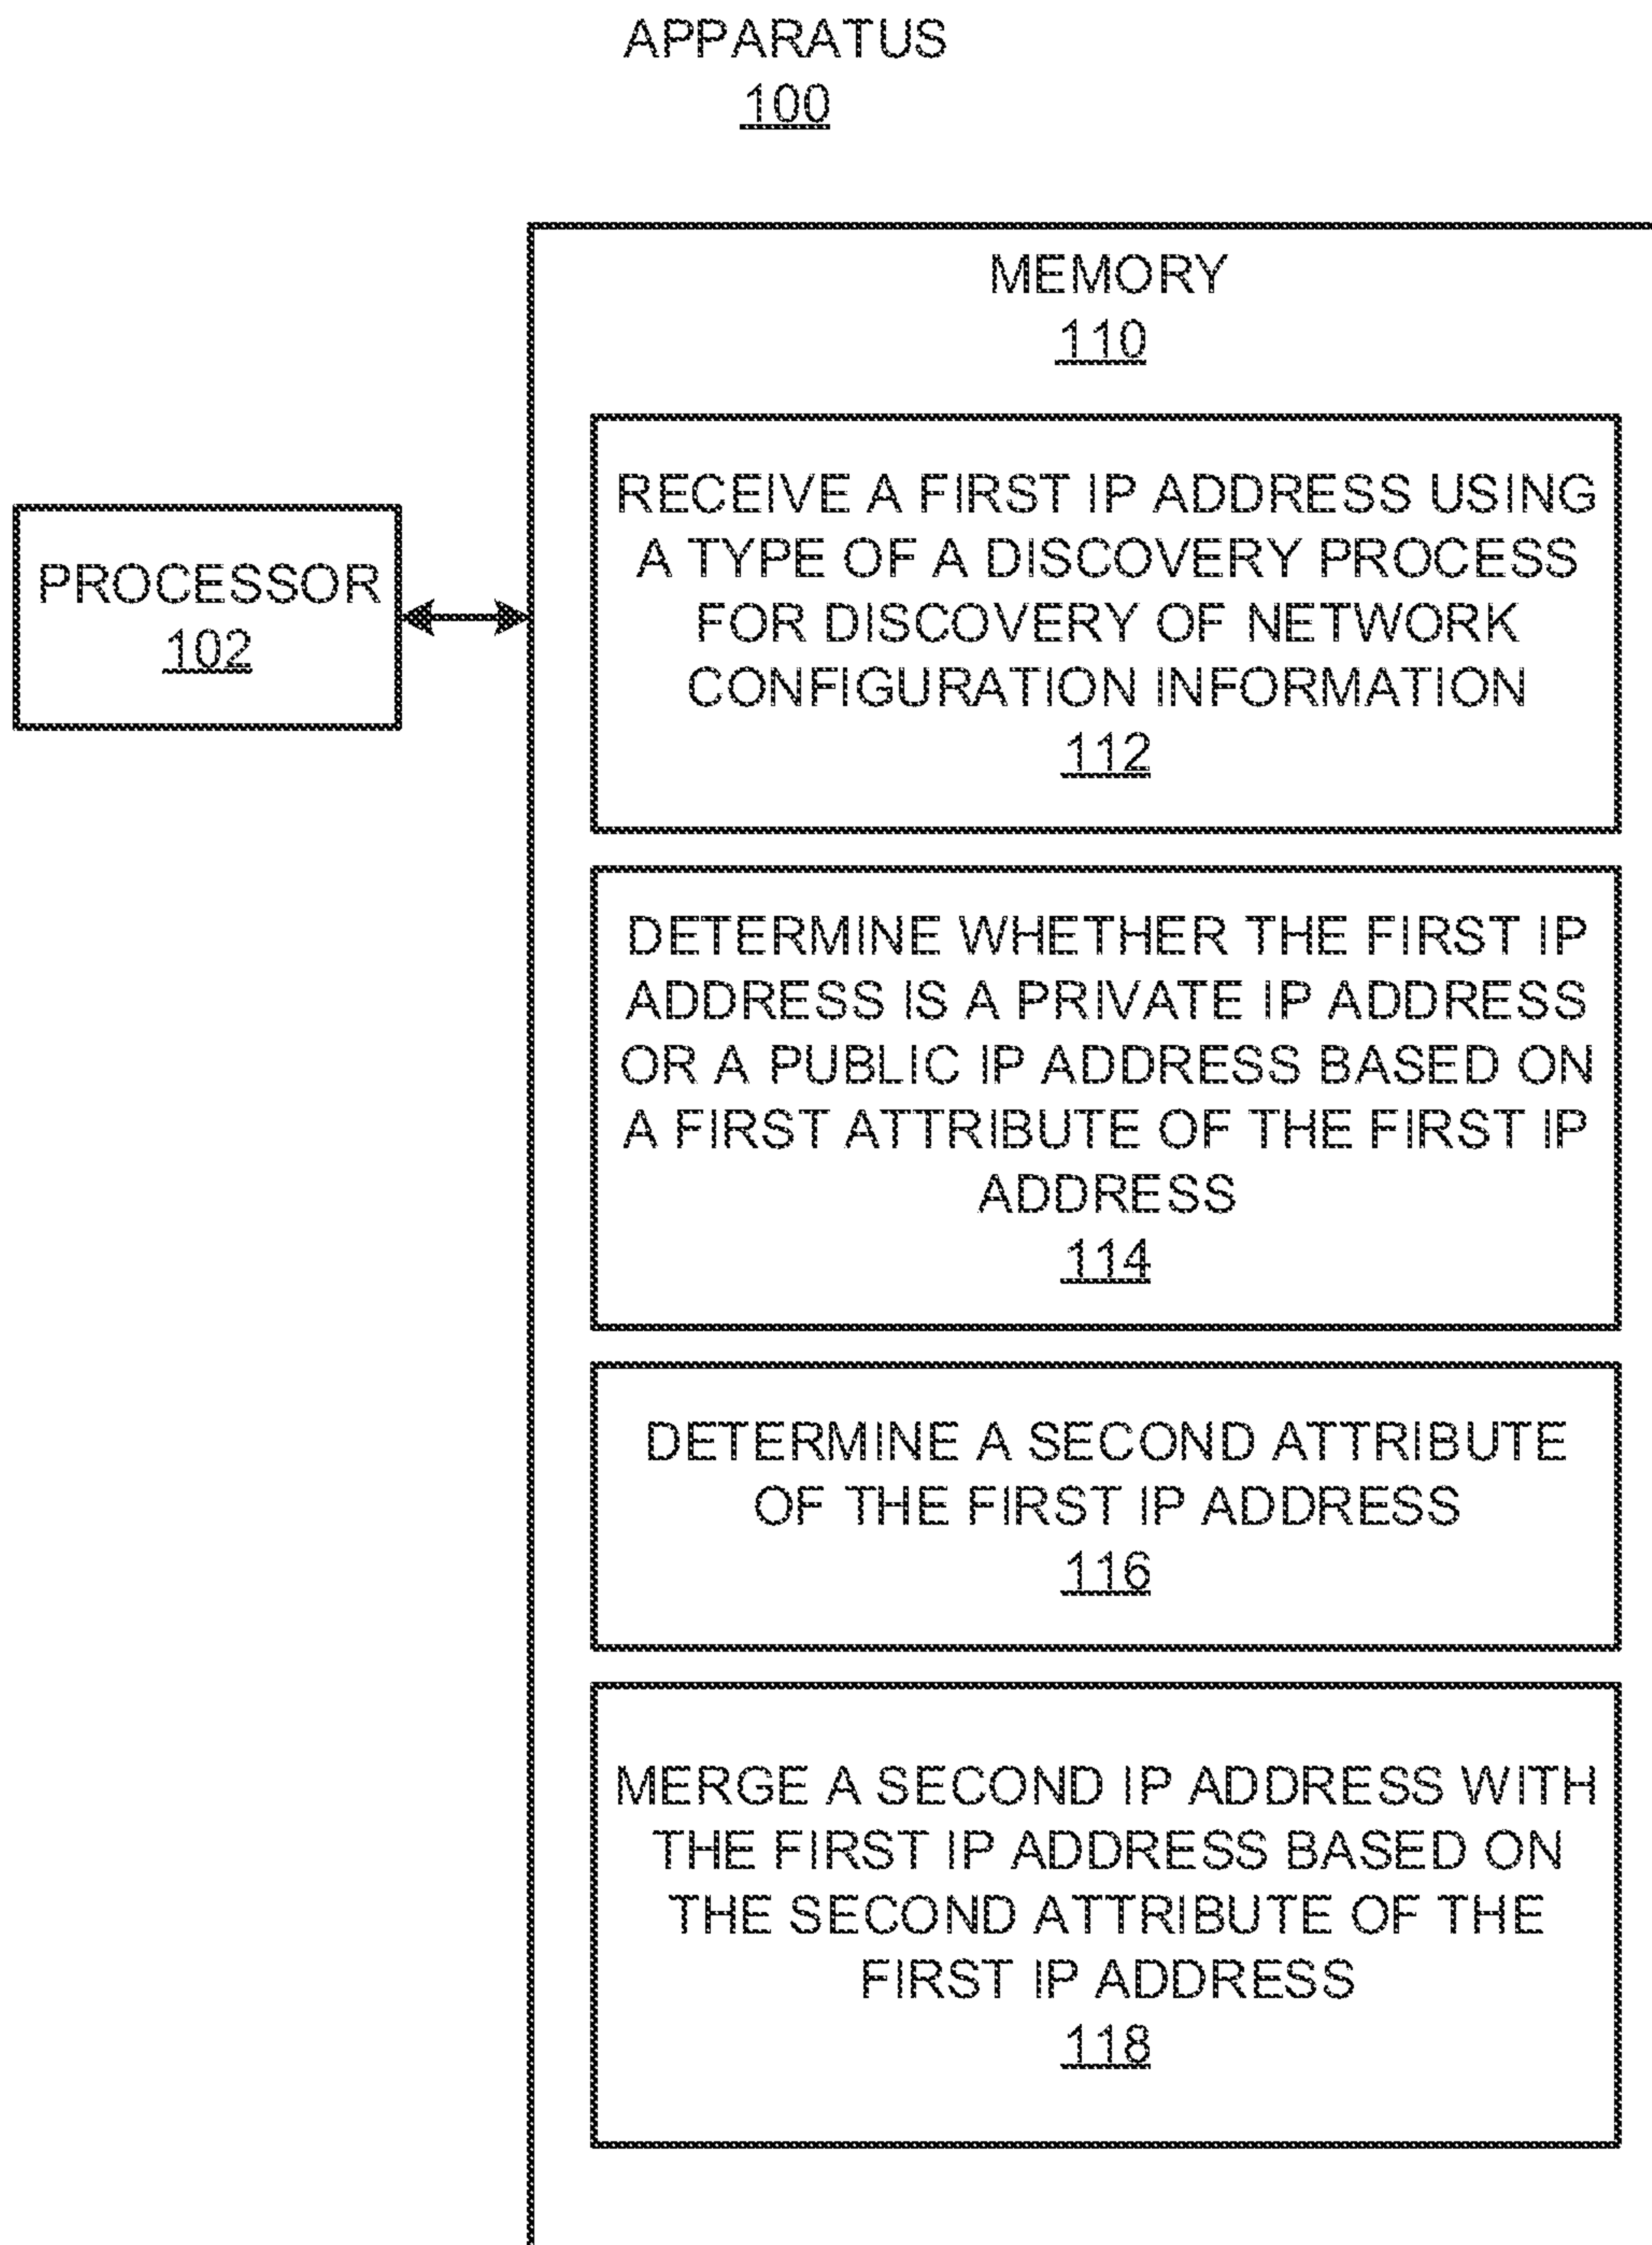 APPARATUS
100
MEMORY
110
PROCESSOR
102
RECEIVE A FIRST IP ADDRESS USING
A TYPE OF A DISCOVERY PROCESS
FOR DISCOVERY OF NETWORK
CONFIGURATION INFORMATION
112
DETERMINE WHETHER THE FIRST IP
ADDRESS IS A PRIVATE IP ADDRESS
OR A PUBLIC IP ADDRESS BASED ON
A FIRST ATTRIBUTE OF THE FIRST IP
ADDRESS
114
DETERMINE A SECOND ATTRIBUTE
OF THE FIRST IP ADDRESS
116
MERGE A SECOND IP ADDRESS WITH
THE FIRST IP ADDRESS BASED ON
THE SECOND ATTRIBUTE OF THE
FIRST IP ADDRESS
118